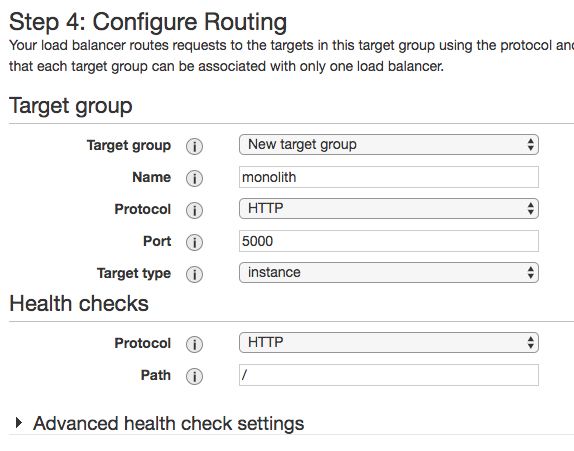 Step 4: Configure Routing
Your load balancer routes requests to the targets in this target group using the protocol and
that each target group can be associated with only one load balancer.
Target group
Target group i New target group
Name i monolith
Protocol i HTTP
Port i 5000
Target type i instance
Health checks
Protocol i HTTP
Path i /
Advanced health check settings